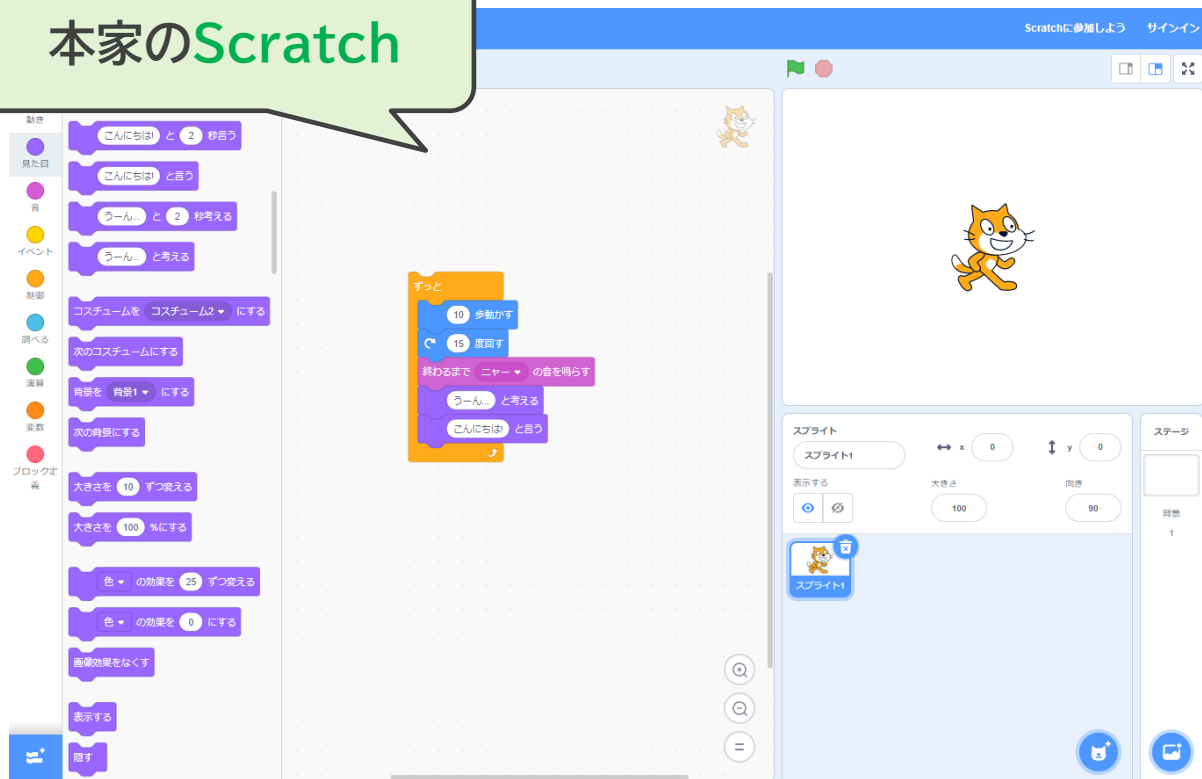 本家のScratch
Scratchに参加しよう サインイン
動き
見た目
音
イベント
制御
調べる
演算
変数
ブロック定
義
こんにちは! と 2 秒言う
こんにちは! と言う
うーん... と 2 秒考える
うーん... と考える
コスチュームを コスチューム2 にする
次のコスチュームにする
背景を 背景1 にする
次の背景にする
大きさを 10 ずつ変える
大きさを 100 %にする
色 の効果を 25 ずつ変える
色 の効果を 0 にする
画像効果をなくす
表示する
隠す
ずっと
10 歩動かす
15 度回す
終わるまで ニャー の音を鳴らす
うーん... と考える
こんにちは! と言う
スプライト
スプライト1 x 0 y 0
表示する 大きさ 向き
100 90
スプライト1
ステージ
背景
1